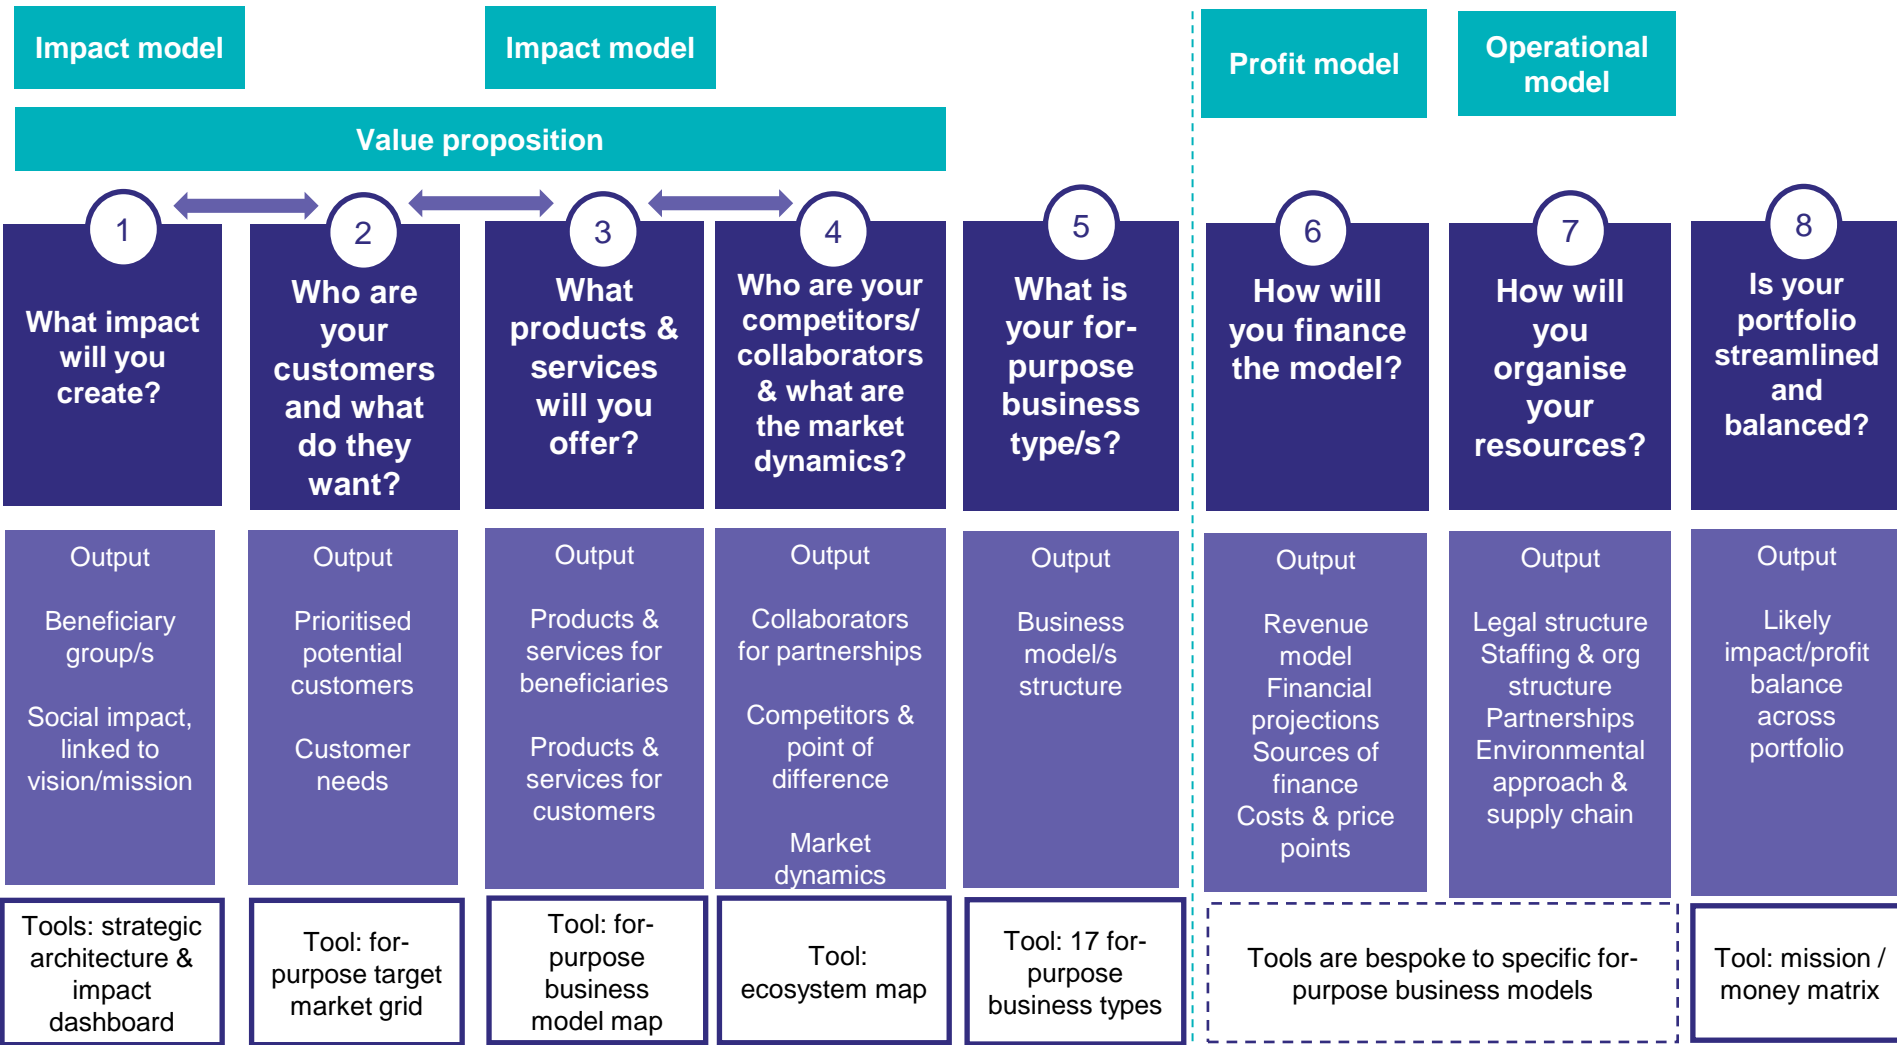 Impact model
Impact model
Profit model
Operational
model
Value proposition
1
What impact
will you
create?
2
Who are
your
customers
and what
do they
want?
3
What
products &
services
will you
offer?
4
Who are your
competitors/
collaborators
& what are
the market
dynamics?
5
What is
your for-
purpose
business
type/s?
6
How will
you finance
the model?
7
How will
you
organise
your
resources?
8
Is your
portfolio
streamlined
and
balanced?
Output
Beneficiary
group/s
Social impact,
linked to
vision/mission
Output
Prioritised
potential
customers
Customer
needs
Output
Products &
services for
beneficiaries
Products &
services for
customers
Output
Collaborators
for partnerships
Competitors &
point of
difference
Market
dynamics
Output
Business
model/s
structure
Output
Revenue
model
Financial
projections
Sources of
finance
Costs & price
points
Output
Legal structure
Staffing & org
structure
Partnerships
Environmental
approach &
supply chain
Output
Likely
impact/profit
balance
across
portfolio
Tools: strategic
architecture &
impact
dashboard
Tool: for-
purpose target
market grid
Tool: for-
purpose
business
model map
Tool:
ecosystem map
Tool: 17 for-
purpose
business types
Tools are bespoke to specific for-
purpose business models
Tool: mission /
money matrix